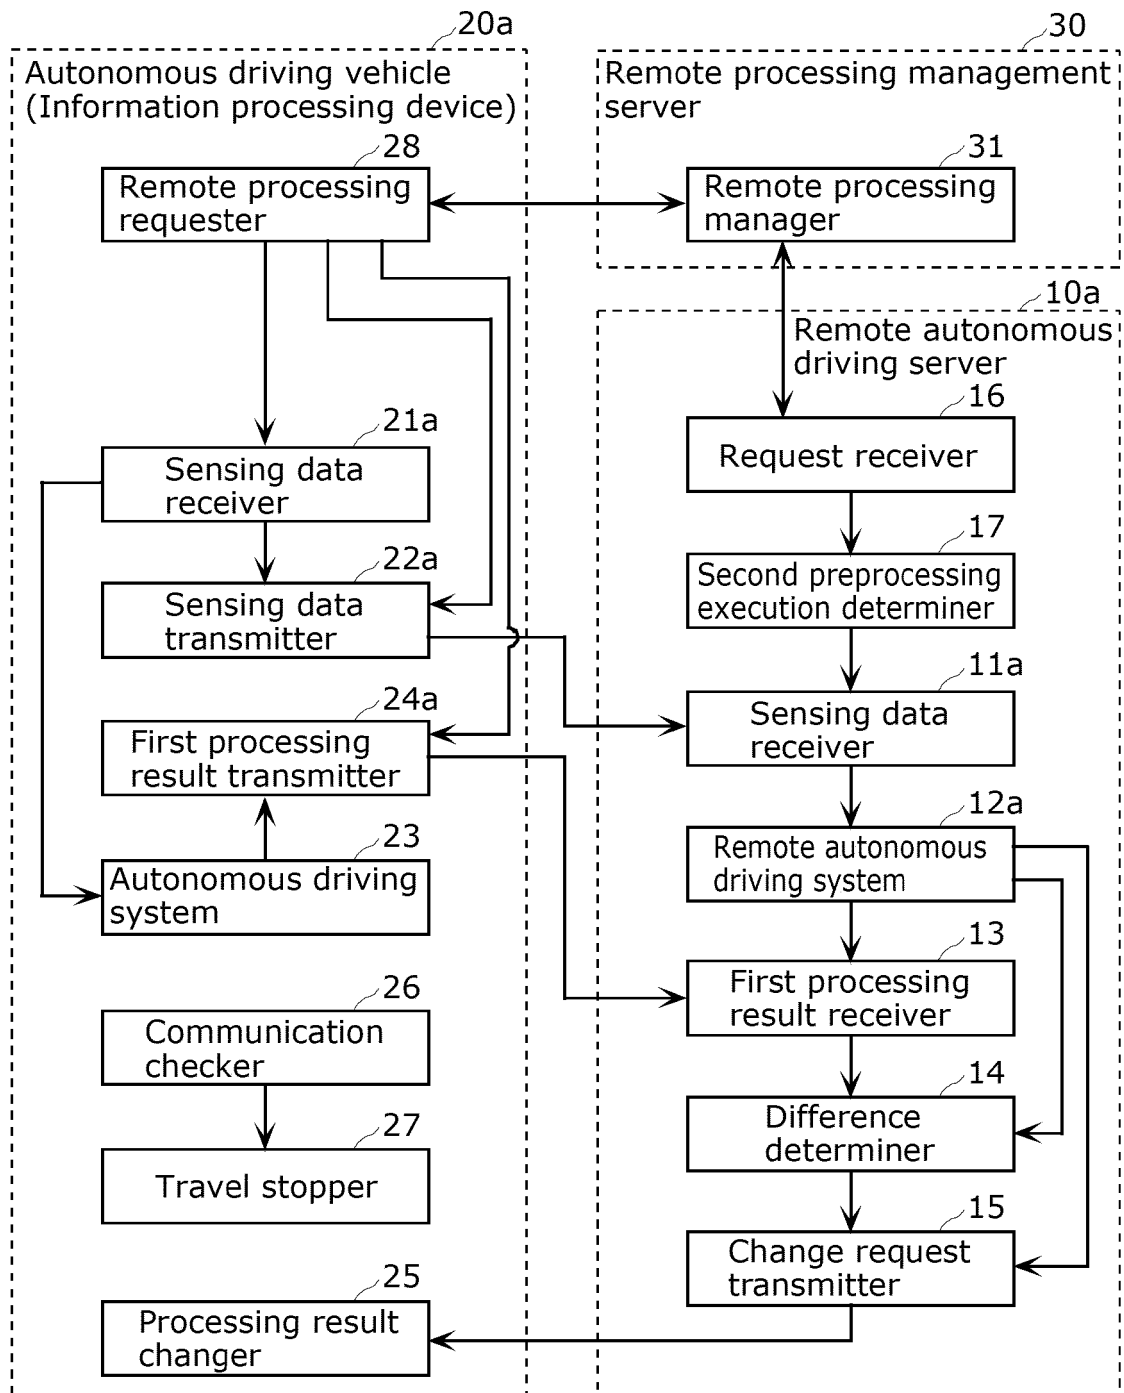 20a
Autonomous driving vehicle
(Information processing device)
28
Remote processing
requester
21a
Sensing data
receiver
22a
Sensing data
transmitter
24a
First processing
result transmitter
23
Autonomous driving
system
26
Communication
checker
27
Travel stopper
25
Processing result
changer
30
Remote processing management
server
31
Remote processing
manager
10a
Remote autonomous
driving server
16
Request receiver
17
Second preprocessing
execution determiner
11a
Sensing data
receiver
12a
Remote autonomous
driving system
13
First processing
result receiver
14
Difference
determiner
15
Change request
transmitter